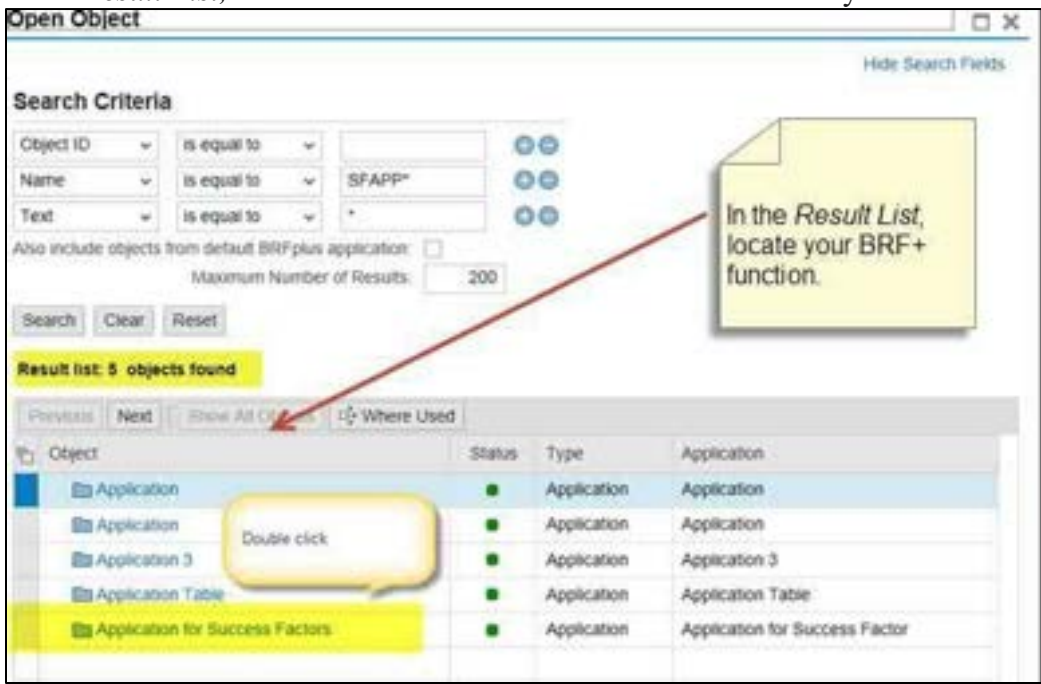 Open Object
Hide Search Fields
Search Criteria
Object ID is equal to
Name is equal to SFAPP*
Text is equal to *
Also include objects from default BRFplus application:
Maximum Number of Results: 200
Search Clear Reset
In the Result List,
locate your BRF+
function.
Result list: 5 objects found
Previous Next Show All Where Used
Object Status Type Application
Application Application Application
Application Application Application
Double click
Application 3 Application Application 3
Application Table Application Application Table
Application for Success Factors Application Application for Success Factor